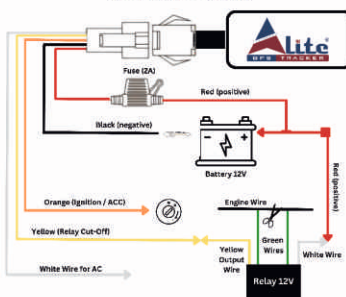 Alite
GPS TRACKER
Fuse (2A)
Red (positive)
Black (negative)
Battery 12V
Red (positive)
Orange (Ignition / ACC)
Engine Wire
Yellow (Relay Cut-Off)
Yellow
Output
Wire
Green
Wires
White Wire
White Wire for AC
Relay 12V